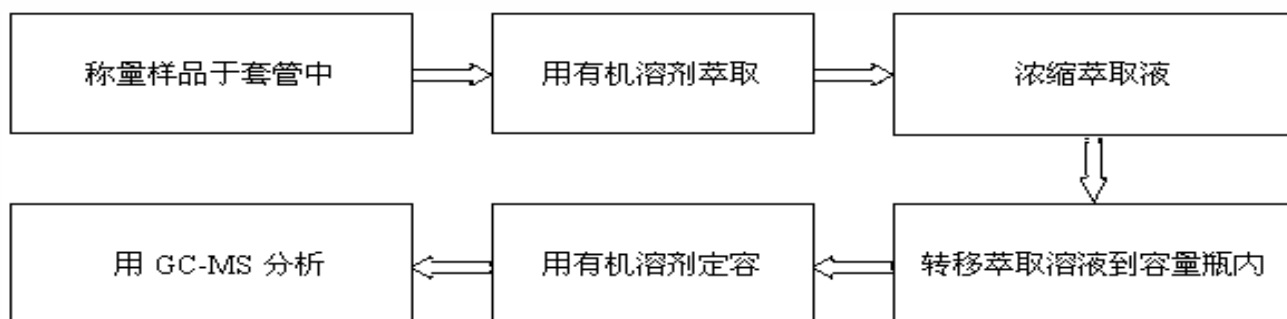 称量样品于套管中
用有机溶剂萃取
浓缩萃取液
转移萃取溶液到容量瓶内
用有机溶剂定容
用 GC-MS 分析